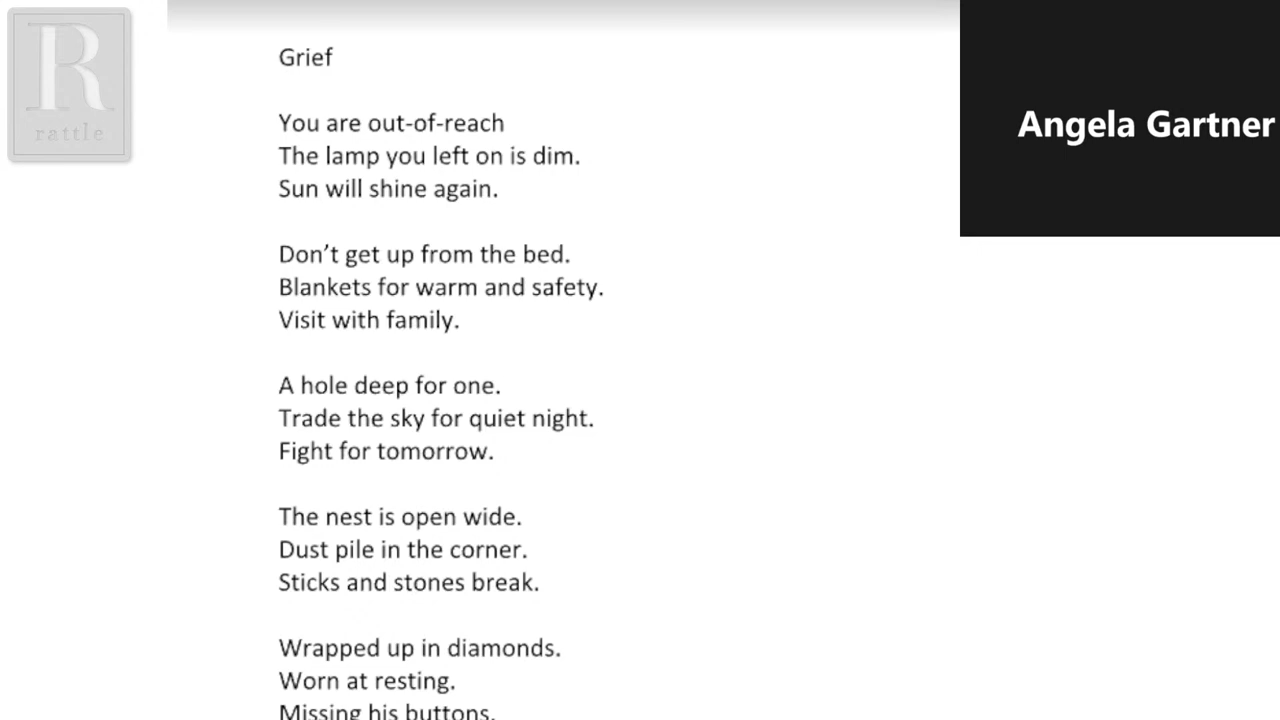 R
rattle
Angela Gartner
Grief
You are out-of-reach
The lamp you left on is dim.
Sun will shine again.
Don’t get up from the bed.
Blankets for warm and safety.
Visit with family.
A hole deep for one.
Trade the sky for quiet night.
Fight for tomorrow.
The nest is open wide.
Dust pile in the corner.
Sticks and stones break.
Wrapped up in diamonds.
Worn at resting.
Missing his buttons.